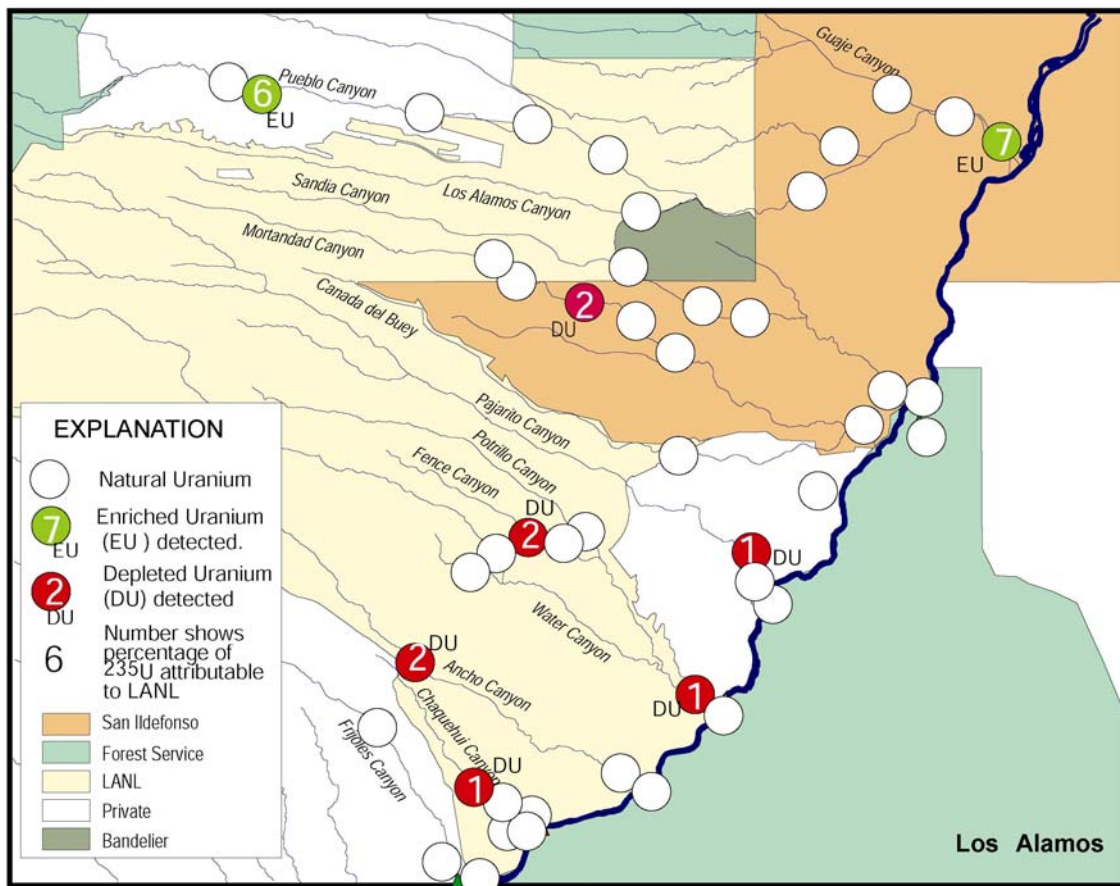 Guaje Canyon
Pueblo Canyon
6
EU
7
EU
Sandia Canyon
Los Alamos Canyon
Mortandad Canyon
Canada del Buey
2
DU
Pajarito Canyon
Potrillo Canyon
Fence Canyon
DU
2
1
DU
Water Canyon
DU
2
Ancho Canyon
1
DU
Chaquehui Canyon
Frijoles Canyon
DU
1
EXPLANATION
Natural Uranium
7
EU
Enriched Uranium
(EU ) detected.
2
DU
Depleted Uranium
(DU) detected
6
Number shows
percentage of
235U attributable
to LANL
San Ildefonso
Forest Service
LANL
Private
Bandelier
Los Alamos